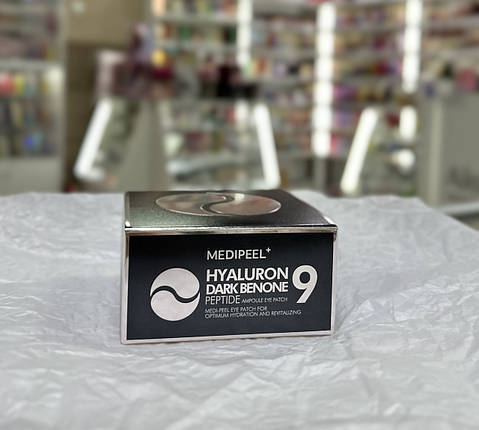 MEDIPEEL+
HYALURON
DARK BENONE
9
PEPTIDE AMPOULE EYE PATCH
MEDI-PEEL EYE PATCH FOR
OPTIMUM HYDRATION AND REVITALIZING